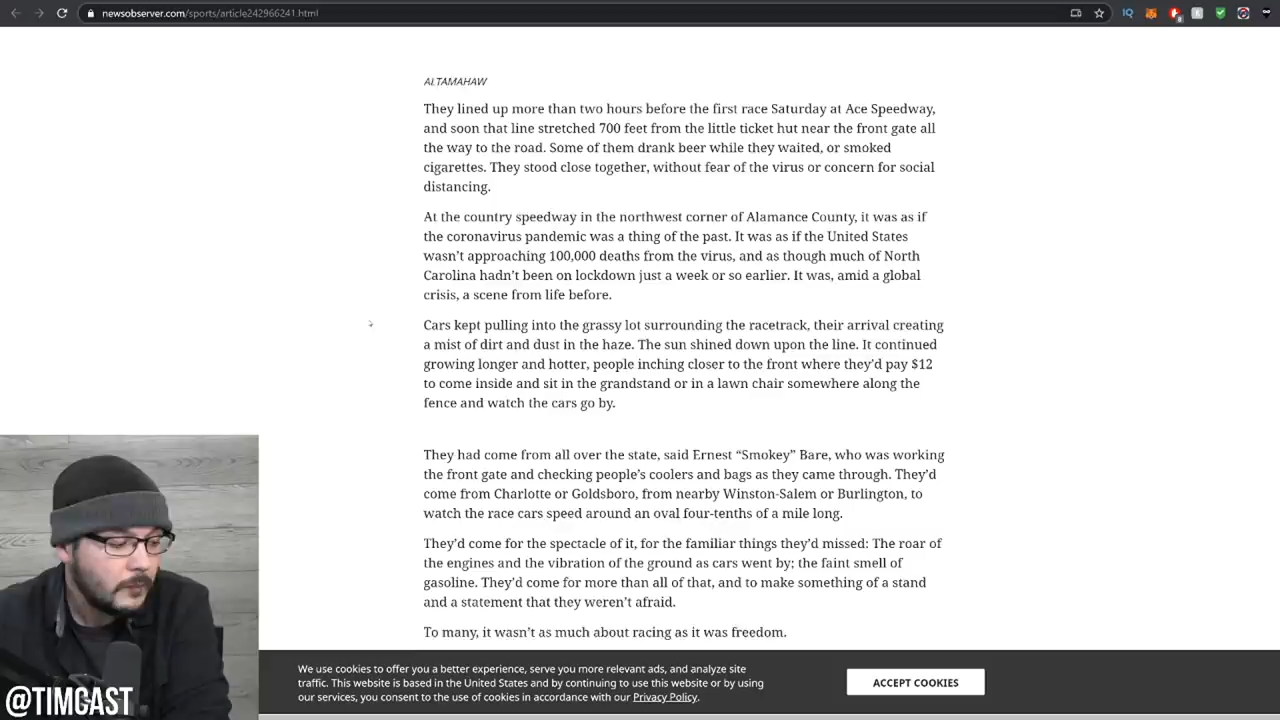 newsobserver.com/sports/article242966241.html
ALTAMAHAW
They lined up more than two hours before the first race Saturday at Ace Speedway,
and soon that line stretched 700 feet from the little ticket hut near the front gate all
the way to the road. Some of them drank beer while they waited, or smoked
cigarettes. They stood close together, without fear of the virus or concern for social
distancing.
At the country speedway in the northwest corner of Alamance County, it was as if
the coronavirus pandemic was a thing of the past. It was as if the United States
wasn’t approaching 100,000 deaths from the virus, and as though much of North
Carolina hadn’t been on lockdown just a week or so earlier. It was, amid a global
crisis, a scene from life before.
Cars kept pulling into the grassy lot surrounding the racetrack, their arrival creating
a mist of dirt and dust in the haze. The sun shined down upon the line. It continued
growing longer and hotter, people inching closer to the front where they’d pay $12
to come inside and sit in the grandstand or in a lawn chair somewhere along the
fence and watch the cars go by.
They had come from all over the state, said Ernest “Smokey” Bare, who was working
the front gate and checking people’s coolers and bags as they came through. They’d
come from Charlotte or Goldsboro, from nearby Winston-Salem or Burlington, to
watch the race cars speed around an oval four-tenths of a mile long.
They’d come for the spectacle of it, for the familiar things they’d missed: The roar of
the engines and the vibration of the ground as cars went by; the faint smell of
gasoline. They’d come for more than all of that, and to make something of a stand
and a statement that they weren’t afraid.
To many, it wasn’t as much about racing as it was freedom.
We use cookies to offer you a better experience, serve you more relevant ads, and analyze site
traffic. This website is based in the United States and by continuing to use this website or by using
our services, you consent to the use of cookies in accordance with our Privacy Policy.
ACCEPT COOKIES
@TIMCAST